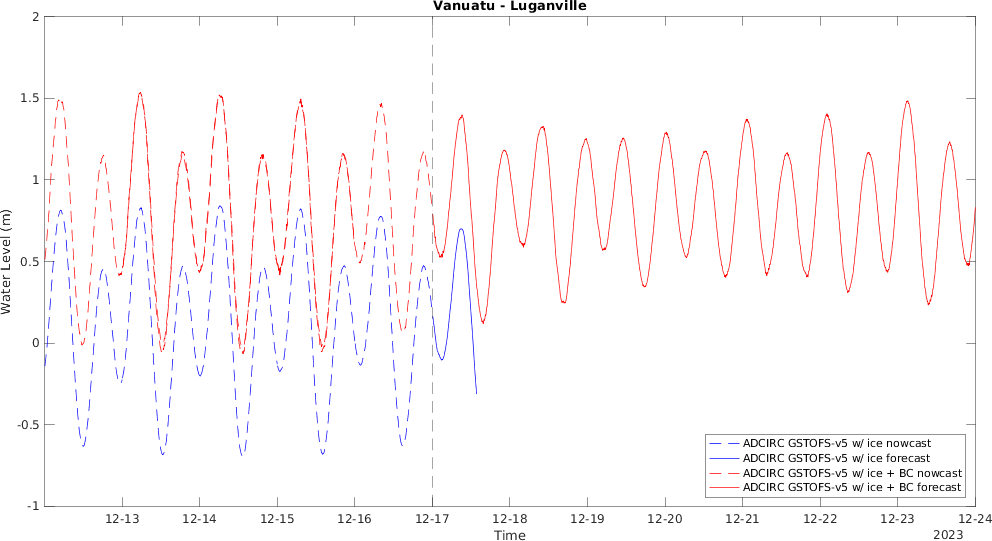 Vanuatu - Luganville
2
1.5
1
0.5
0
-0.5
-1
Water Level (m)
12-13 12-14 12-15 12-16 12-17 12-18 12-19 12-20 12-21 12-22 12-23 12-24
Time
2023
ADCIRC GSTOFS-v5 w/ ice nowcast
ADCIRC GSTOFS-v5 w/ ice forecast
ADCIRC GSTOFS-v5 w/ ice + BC nowcast
ADCIRC GSTOFS-v5 w/ ice + BC forecast